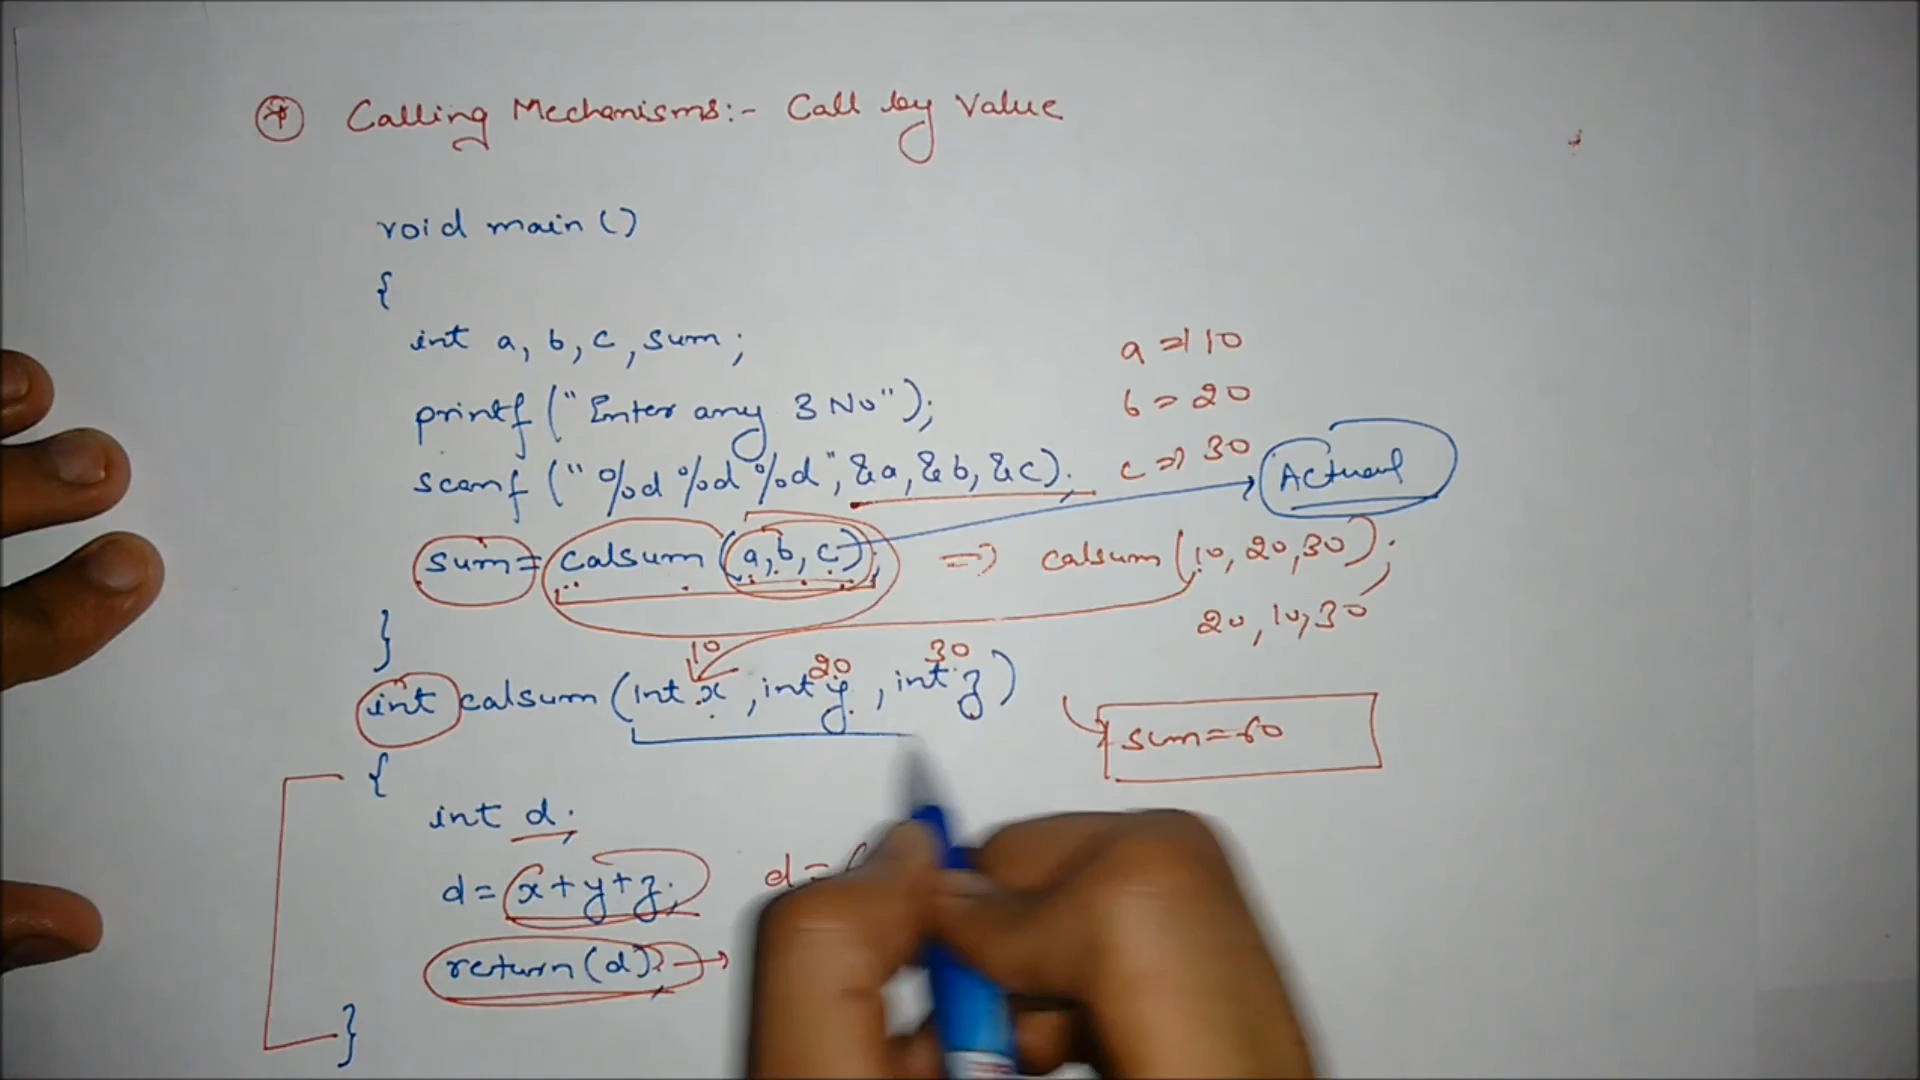 * Calling Mechanisms:- Call by Value
void main ()
{
int a, b, c, sum;
printf ("Enter any 3 No");
scanf ("%d %d %d", &a, &b, &c);
a => 10
b => 20
c => 30
Actual
sum = calsum (a, b, c); => calsum (10, 20, 30);
20, 10, 30
}
10 20 30
int calsum (int x, int y, int z)
sum = 60
{
int d;
d = x + y + z;
d =
return (d);
}